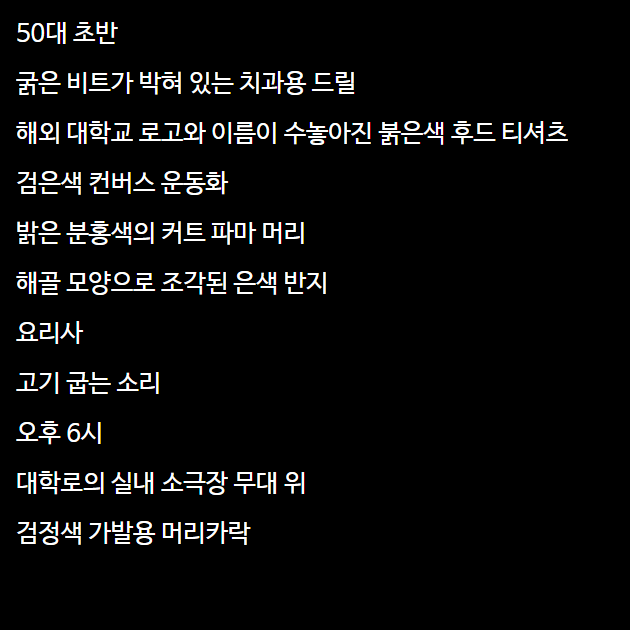 50대 초반
굵은 비트가 박혀 있는 치과용 드릴
해외 대학교 로고와 이름이 수놓아진 붉은색 후드 티셔츠
검은색 컨버스 운동화
밝은 분홍색의 커트 파마 머리
해골 모양으로 조각된 은색 반지
요리사
고기 굽는 소리
오후 6시
대학로의 실내 소극장 무대 위
검정색 가발용 머리카락